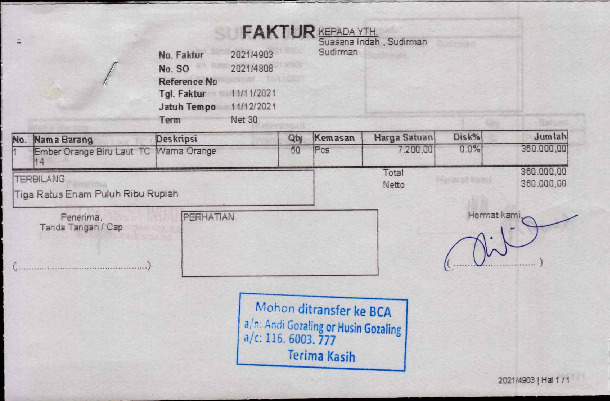 FAKTUR
KEPADA YTH.
Suasana Indah , Sudirman
Sudirman
No. Faktur 2021/4903
No. SO 2021/4808
Reference No
Tgl. Faktur 11/11/2021
Jatuh Tempo 11/12/2021
Term Net 30
No. Nama Barang Deskripsi Qty Kemasan Harga Satuan Disk% Jumlah
1 Ember Orange Biru Laut TC Warna Orange 50 Pcs 7.200,00 0.0% 360.000,00
14
Total 360.000,00
Netto 360.000,00
TERBILANG
Tiga Ratus Enam Puluh Ribu Rupiah
Penerima,
Tanda Tangan / Cap
PERHATIAN
Hormat kami,
(..............................)
( ........................ )
Mohon ditransfer ke BCA
a/n: Andi Gozaling or Husin Gozaling
a/c: 116. 6003. 777
Terima Kasih
2021/4903 | Hal 1 / 1